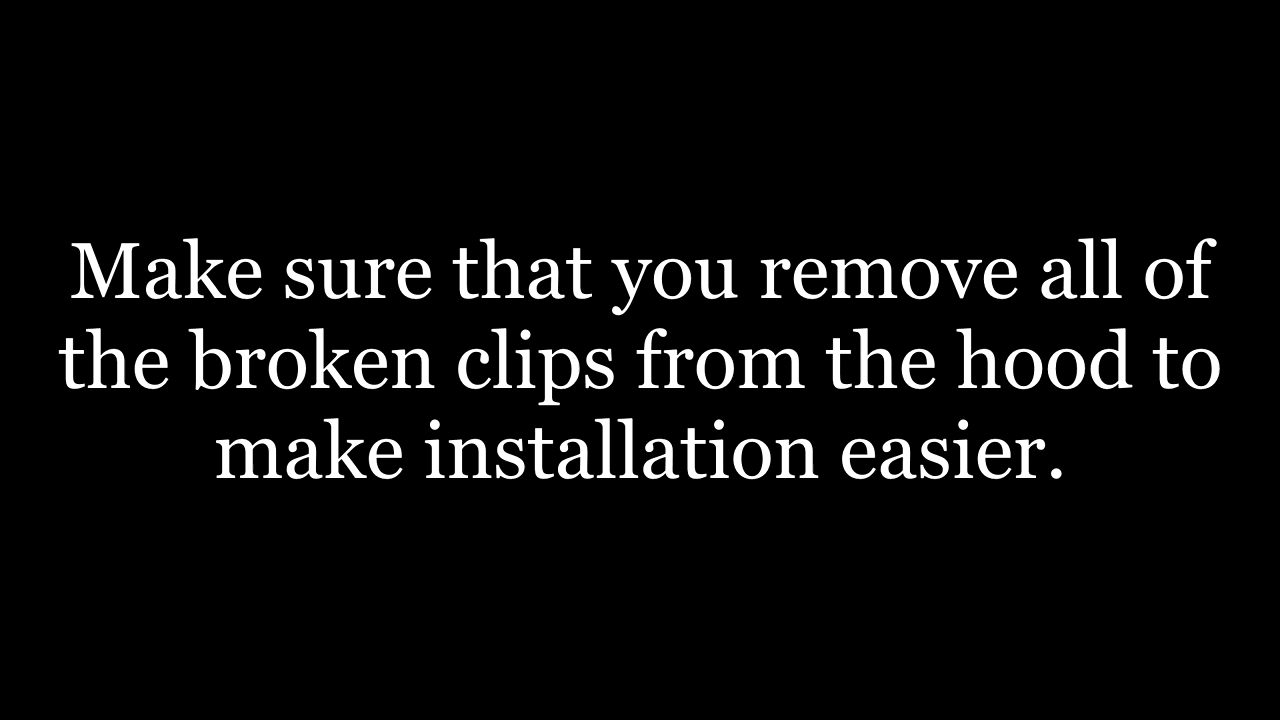 Make sure that you remove all of
the broken clips from the hood to
make installation easier.